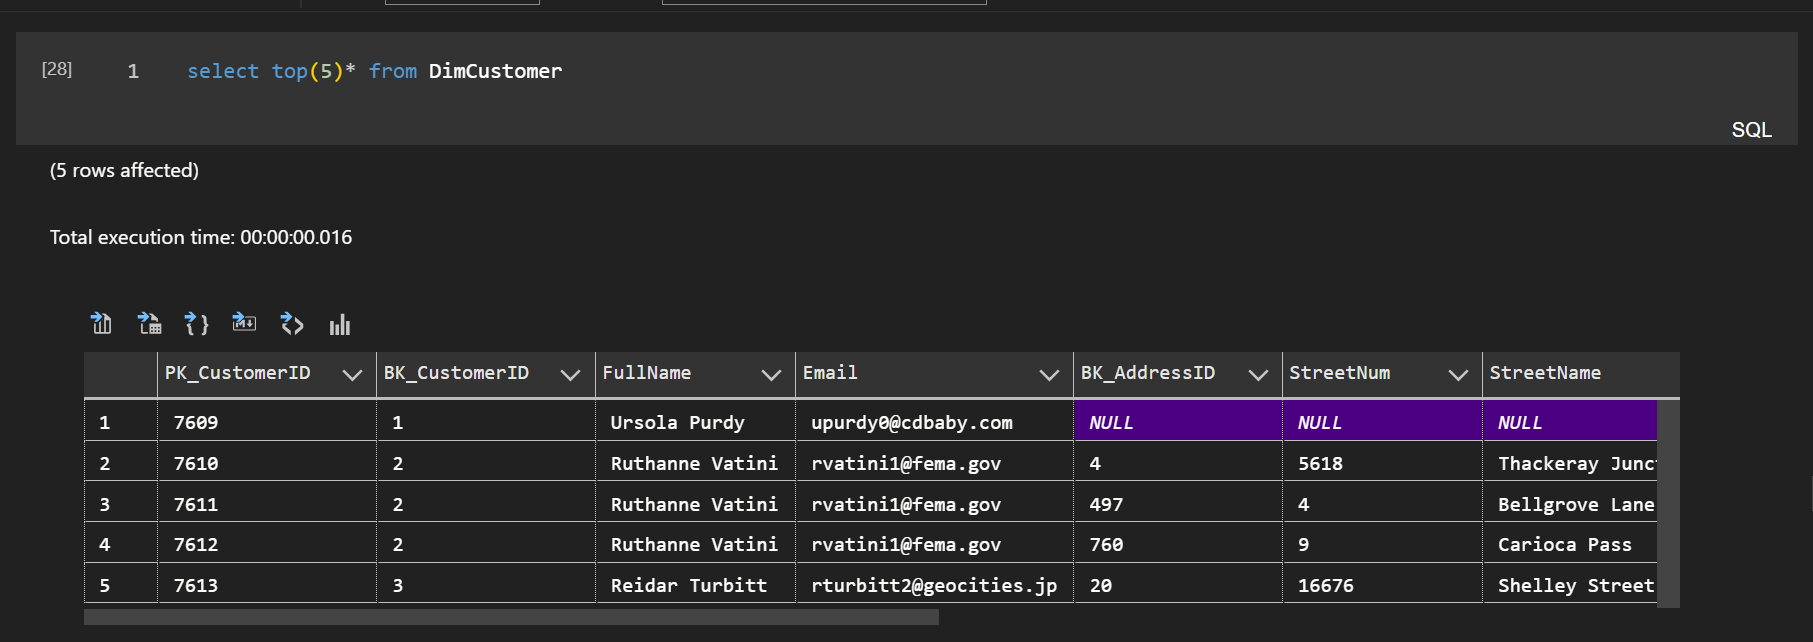 [28] 1 select top(5)* from DimCustomer
SQL
(5 rows affected)
Total execution time: 00:00:00.016
PK_CustomerID BK_CustomerID FullName Email BK_AddressID StreetNum StreetName
1 7609 1 Ursola Purdy upurdy0@cdbaby.com NULL NULL NULL
2 7610 2 Ruthanne Vatini rvatini1@fema.gov 4 5618 Thackeray Junc
3 7611 2 Ruthanne Vatini rvatini1@fema.gov 497 4 Bellgrove Lane
4 7612 2 Ruthanne Vatini rvatini1@fema.gov 760 9 Carioca Pass
5 7613 3 Reidar Turbitt rturbitt2@geocities.jp 20 16676 Shelley Street